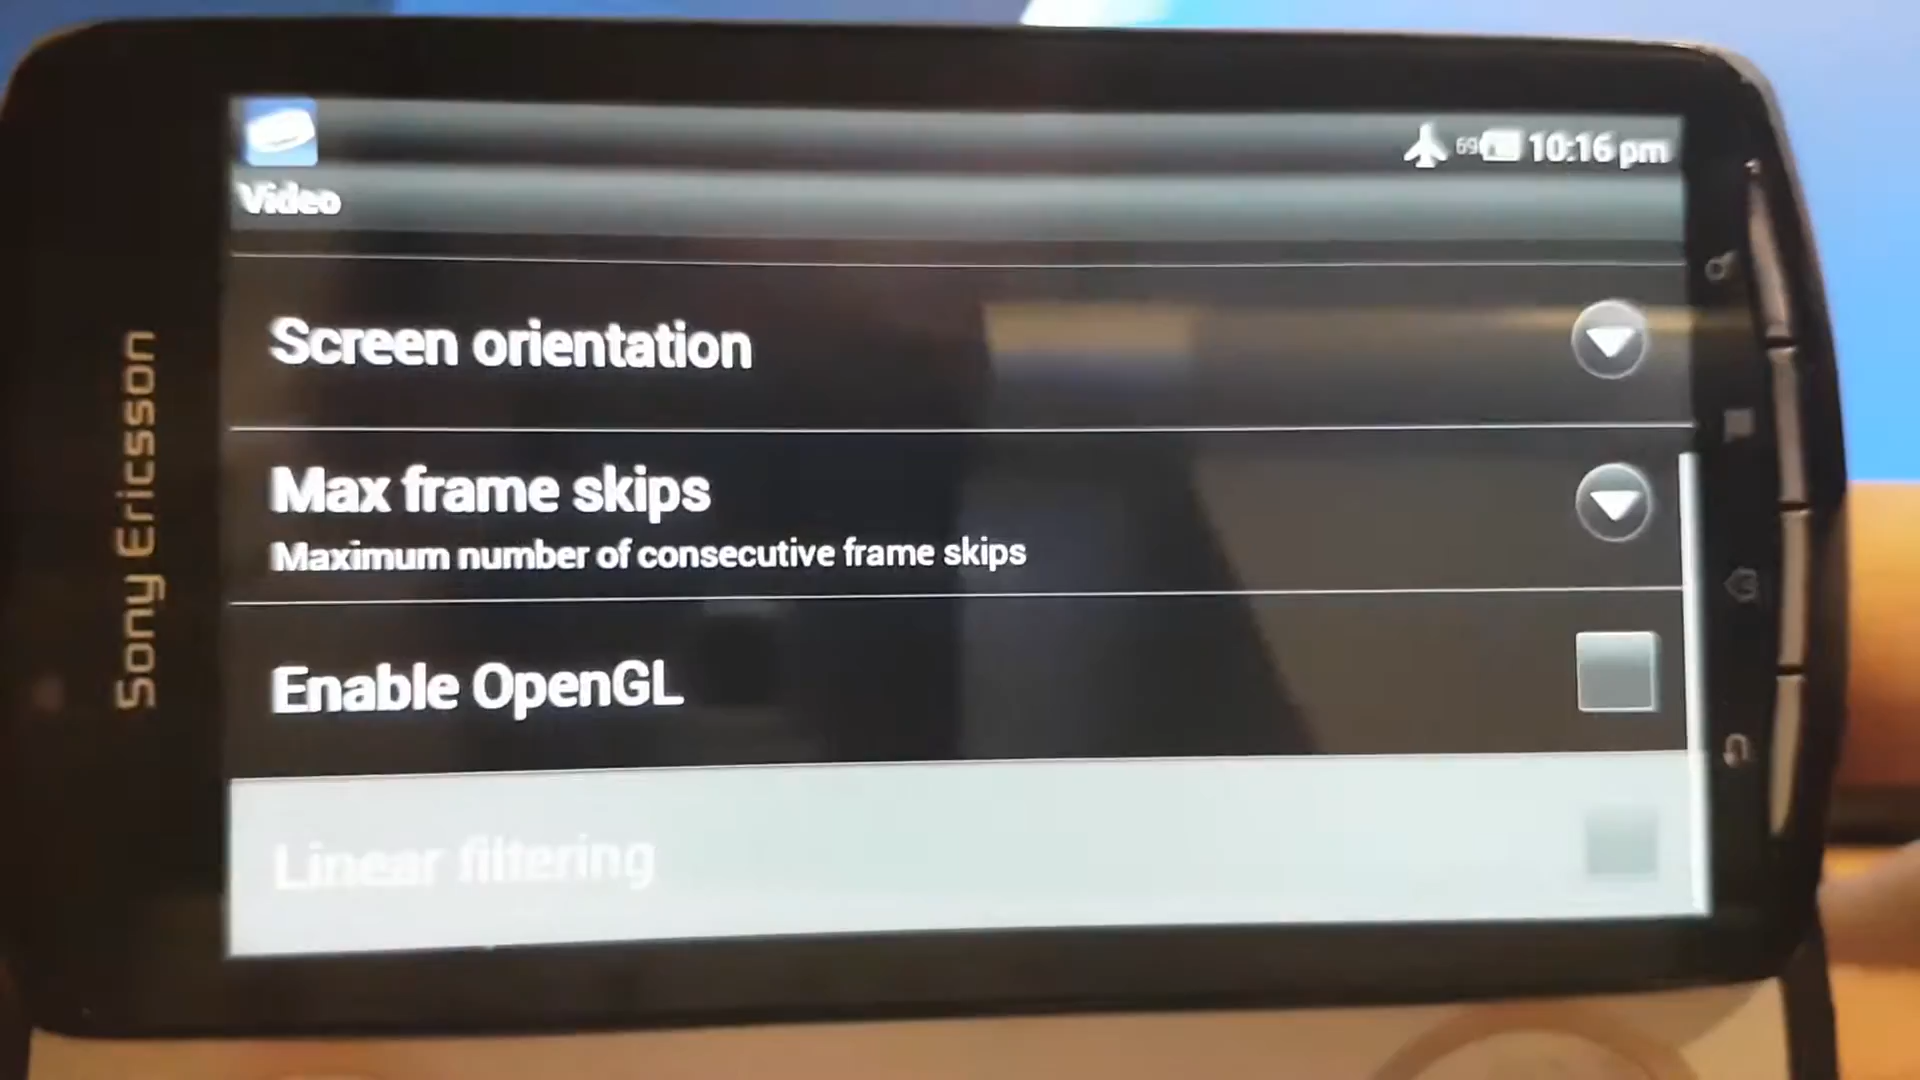 69
10:16 pm
Video
Screen orientation
Max frame skips
Maximum number of consecutive frame skips
Enable OpenGL
Linear filtering
Sony Ericsson